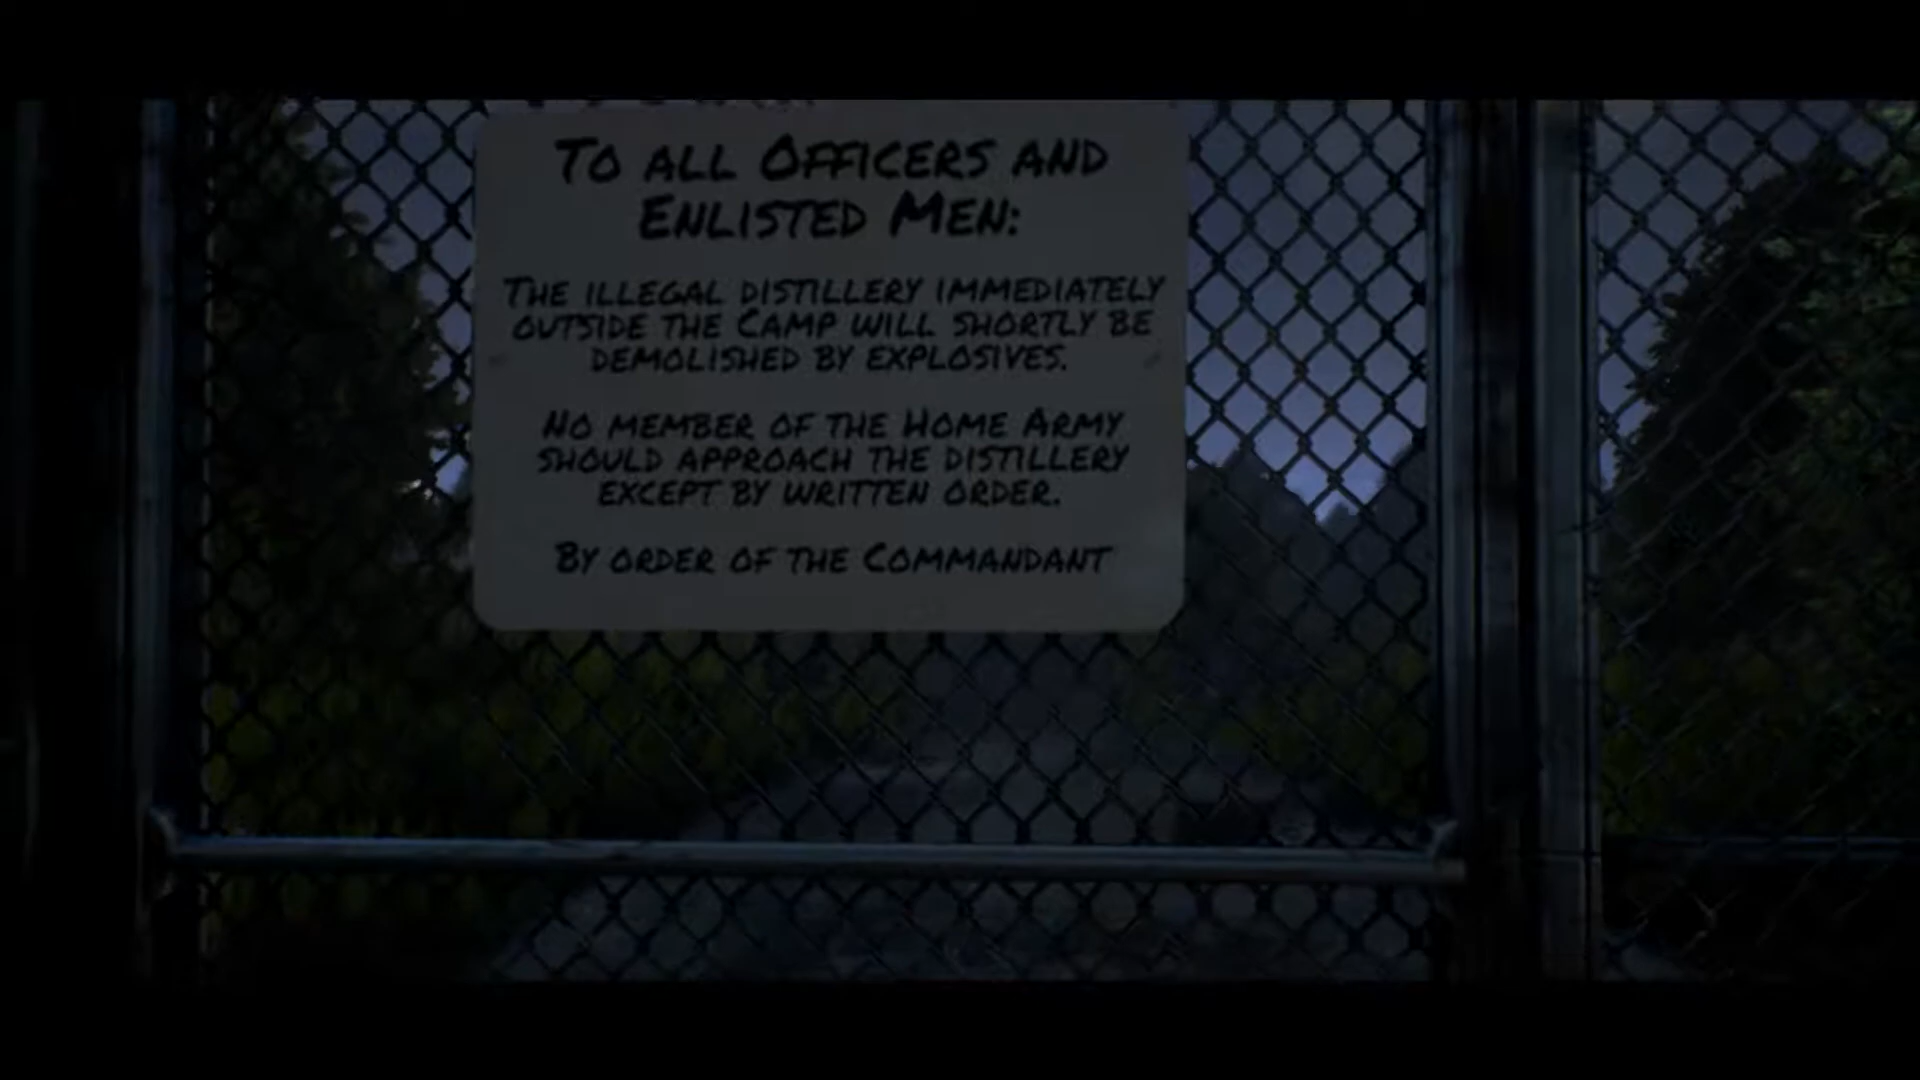 To all Officers and
Enlisted Men:
The illegal distillery immediately
outside the Camp will shortly be
demolished by explosives.
No member of the Home Army
should approach the distillery
except by written order.
By order of the Commandant